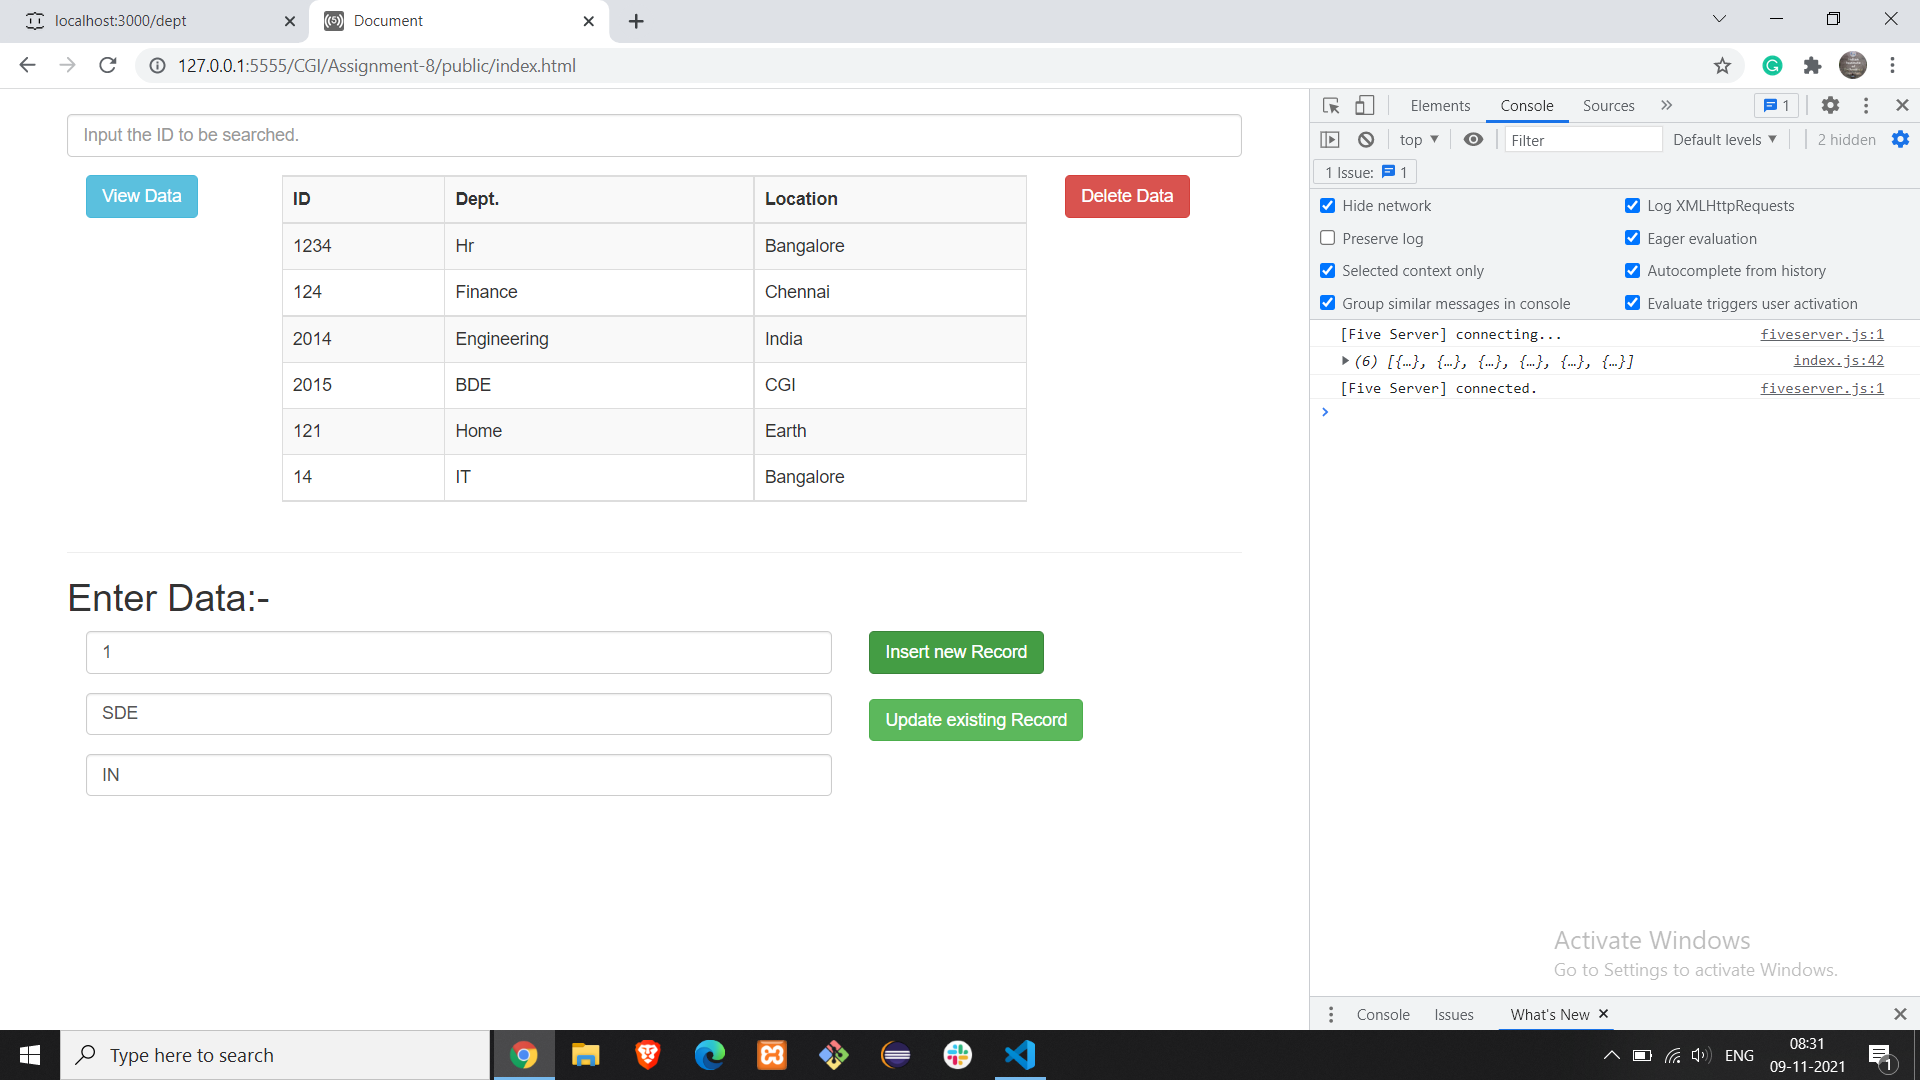 localhost:3000/dept
Document
127.0.0.1:5555/CGI/Assignment-8/public/index.html
Input the ID to be searched.
View Data
ID Dept. Location
1234 Hr Bangalore
124 Finance Chennai
2014 Engineering India
2015 BDE CGI
121 Home Earth
14 IT Bangalore
Delete Data
Enter Data:-
1
SDE
IN
Insert new Record
Update existing Record
Elements Console Sources 1
top Filter Default levels 2 hidden
1 Issue: 1
Hide network Log XMLHttpRequests
Preserve log Eager evaluation
Selected context only Autocomplete from history
Group similar messages in console Evaluate triggers user activation
[Five Server] connecting... fiveserver.js:1
(6) [{…}, {…}, {…}, {…}, {…}, {…}] index.js:42
[Five Server] connected. fiveserver.js:1
Activate Windows
Go to Settings to activate Windows.
Console Issues What's New
Type here to search
ENG
08:31
09-11-2021
1